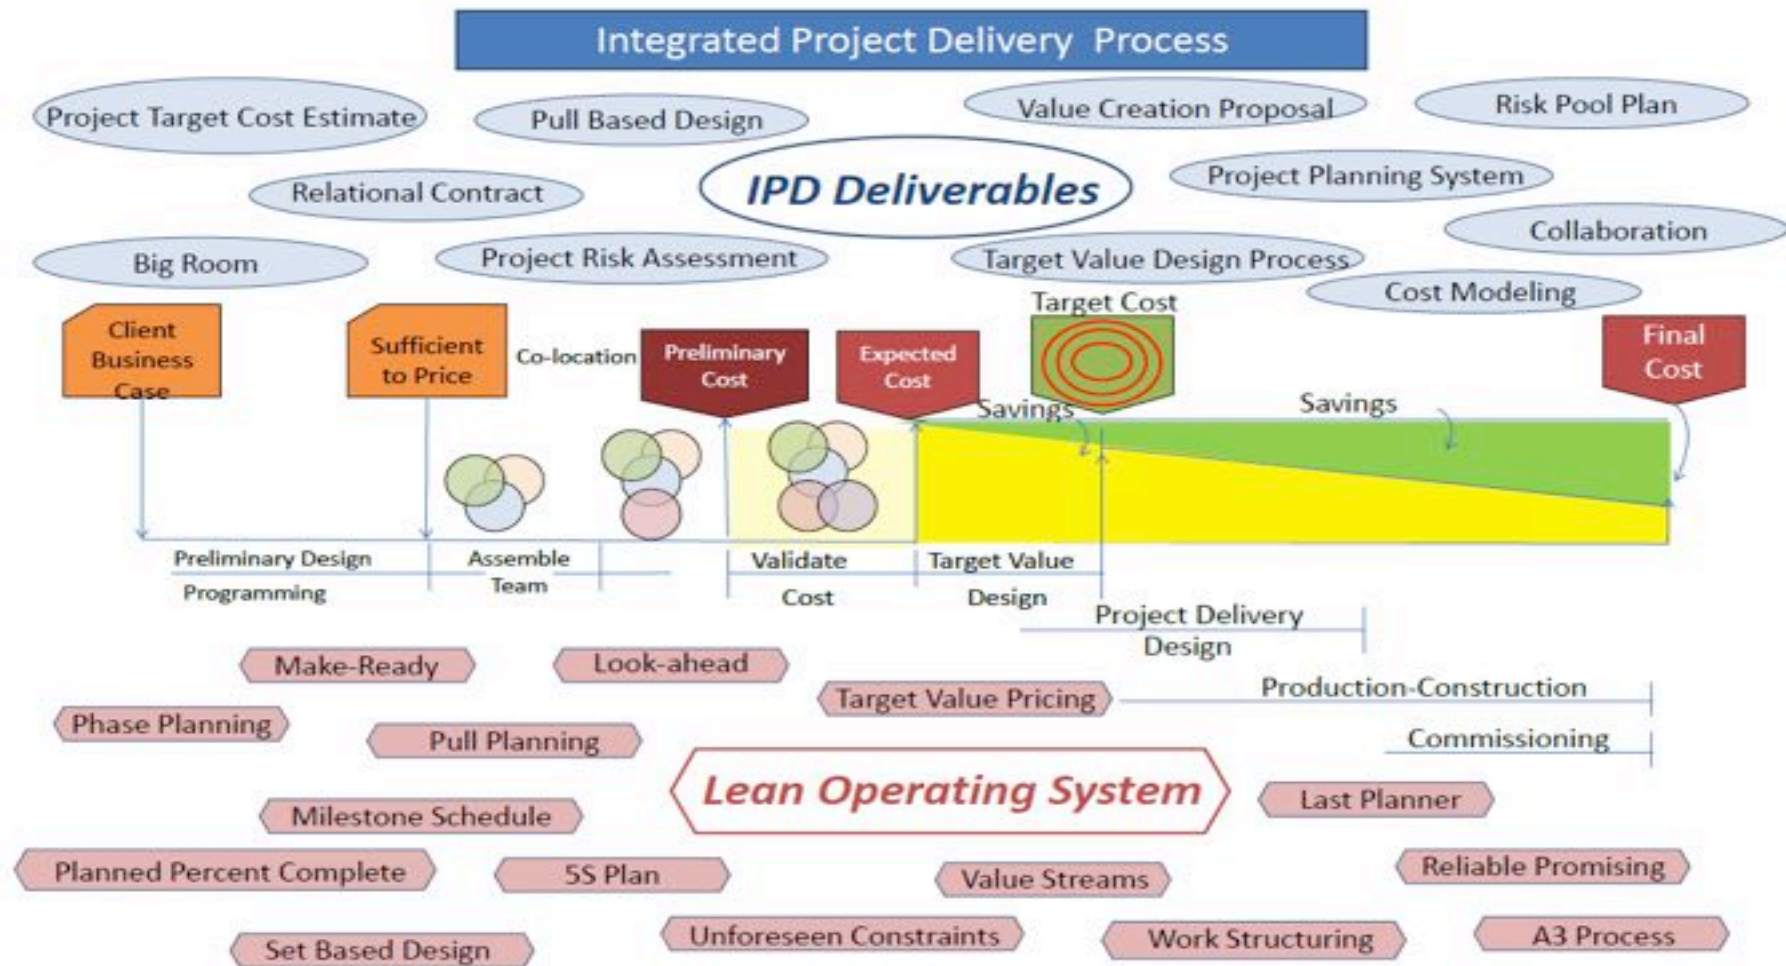 Integrated Project Delivery Process
Project Target Cost Estimate
Pull Based Design
Value Creation Proposal
Risk Pool Plan
Relational Contract
IPD Deliverables
Project Planning System
Collaboration
Big Room
Project Risk Assessment
Target Value Design Process
Cost Modeling
Client
Business
Case
Sufficient
to Price
Co-location
Preliminary
Cost
Expected
Cost
Target Cost
Final
Cost
Savings
Savings
Preliminary Design
Programming
Assemble
Team
Validate
Cost
Target Value
Design
Project Delivery
Design
Make-Ready
Look-ahead
Target Value Pricing
Production-Construction
Phase Planning
Pull Planning
Commissioning
Lean Operating System
Milestone Schedule
Last Planner
Planned Percent Complete
5S Plan
Value Streams
Reliable Promising
Set Based Design
Unforeseen Constraints
Work Structuring
A3 Process